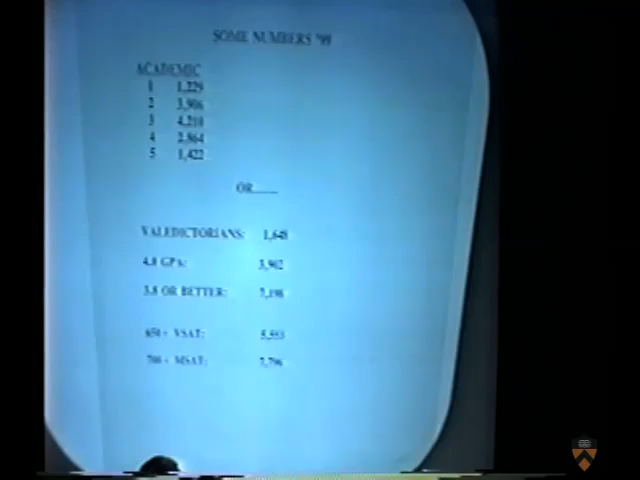 SOME NUMBERS '99
ACADEMIC
1 1,229
2 3,906
3 4,210
4 2,864
5 1,422
OR......
VALEDICTORIANS: 1,648
4.0 GPA: 3,902
3.8 OR BETTER: 7,198
650+ VSAT: 5,553
700+ MSAT: 7,796